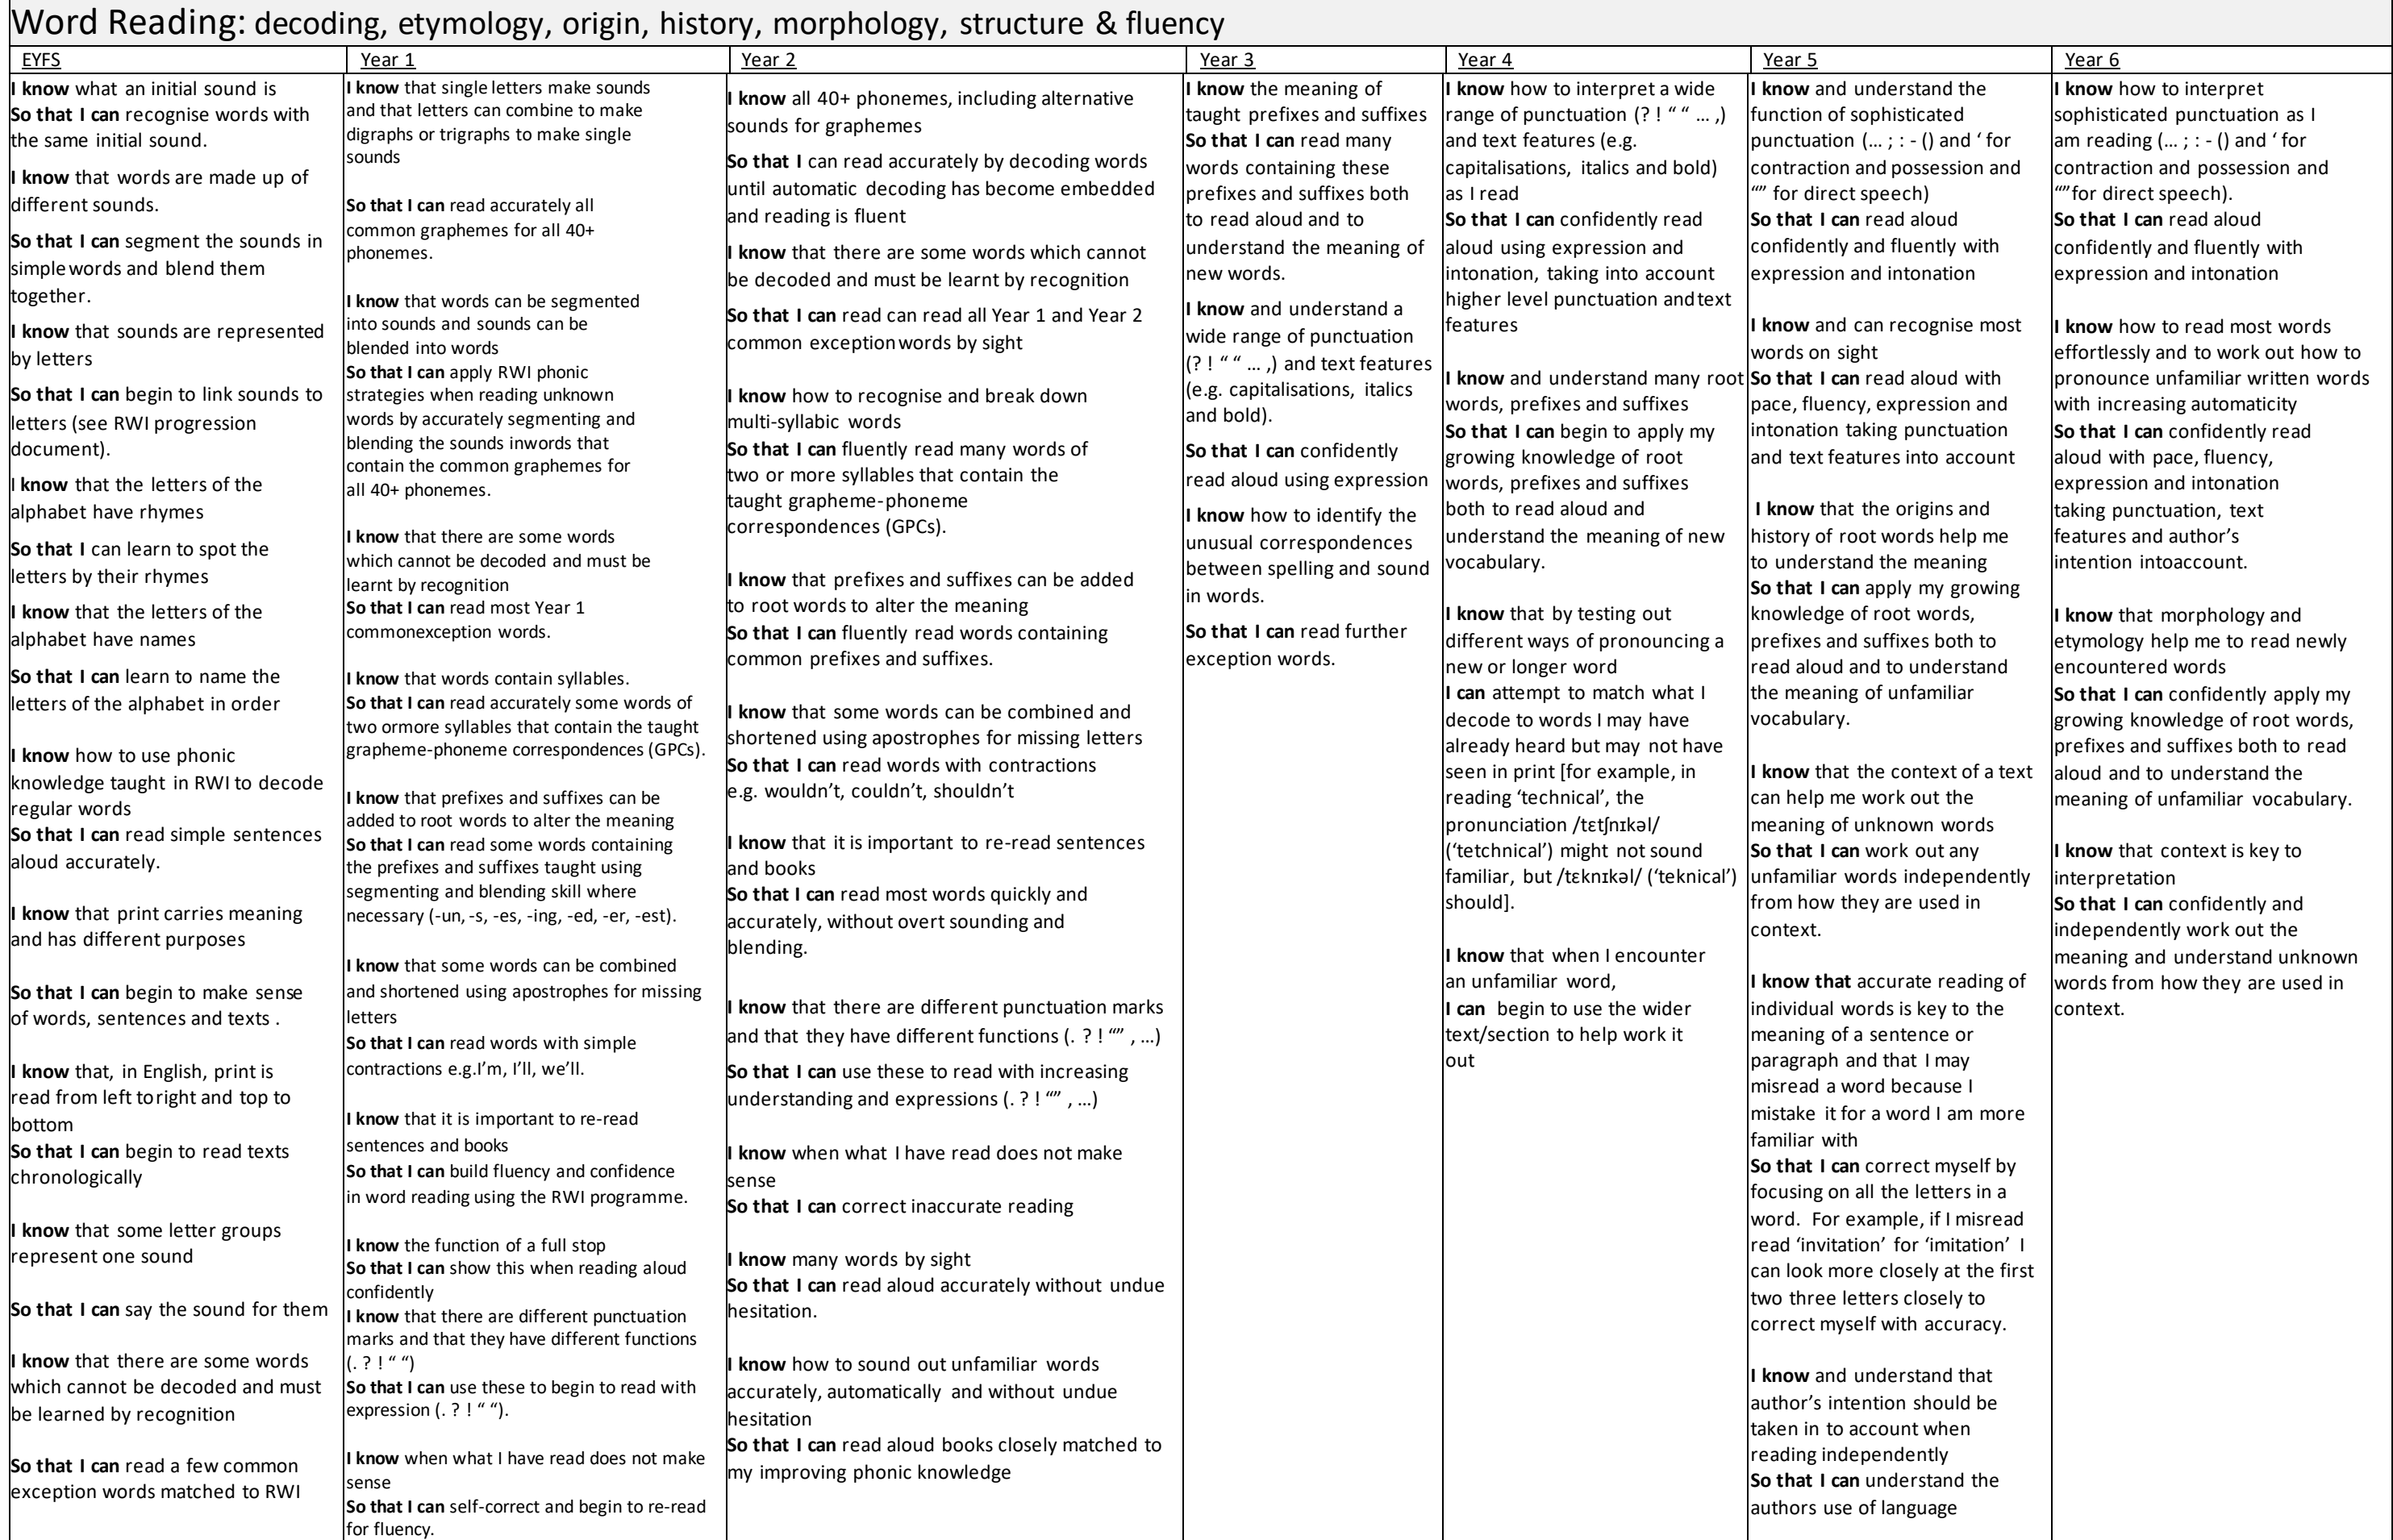 Word Reading: decoding, etymology, origin, history, morphology, structure & fluency
EYFS
I know what an initial sound is
So that I can recognise words with
the same initial sound.
I know that words are made up of
different sounds.
So that I can segment the sounds in
simplewords and blend them
together.
I know that sounds are represented
by letters
So that I can begin to link sounds to
letters (see RWI progression
document).
I know that the letters of the
alphabet have rhymes
So that I can learn to spot the
letters by their rhymes
I know that the letters of the
alphabet have names
So that I can learn to name the
letters of the alphabet in order
I know how to use phonic
knowledge taught in RWI to decode
regular words
So that I can read simple sentences
aloud accurately.
I know that print carries meaning
and has different purposes
So that I can begin to make sense
of words, sentences and texts .
I know that, in English, print is
read from left toright and top to
bottom
So that I can begin to read texts
chronologically
I know that some letter groups
represent one sound
So that I can say the sound for them
I know that there are some words
which cannot be decoded and must
be learned by recognition
So that I can read a few common
exception words matched to RWI
Year 1
I know that single letters make sounds
and that letters can combine to make
digraphs or trigraphs to make single
sounds
So that I can read accurately all
common graphemes for all 40+
phonemes.
I know that words can be segmented
into sounds and sounds can be
blended into words
So that I can apply RWI phonic
strategies when reading unknown
words by accurately segmenting and
blending the sounds inwords that
contain the common graphemes for
all 40+ phonemes.
I know that there are some words
which cannot be decoded and must be
learnt by recognition
So that I can read most Year 1
commonexception words.
I know that words contain syllables.
So that I can read accurately some words of
two ormore syllables that contain the taught
grapheme-phoneme correspondences (GPCs).
I know that prefixes and suffixes can be
added to root words to alter the meaning
So that I can read some words containing
the prefixes and suffixes taught using
segmenting and blending skill where
necessary (-un, -s, -es, -ing, -ed, -er, -est).
I know that some words can be combined
and shortened using apostrophes for missing
letters
So that I can read words with simple
contractions e.g.I’m, I’ll, we’ll.
I know that it is important to re-read
sentences and books
So that I can build fluency and confidence
in word reading using the RWI programme.
I know the function of a full stop
So that I can show this when reading aloud
confidently
I know that there are different punctuation
marks and that they have different functions
(. ? ! “ “)
So that I can use these to begin to read with
expression (. ? ! “ “).
I know when what I have read does not make
sense
So that I can self-correct and begin to re-read
for fluency.
Year 2
I know all 40+ phonemes, including alternative
sounds for graphemes
So that I can read accurately by decoding words
until automatic decoding has become embedded
and reading is fluent
I know that there are some words which cannot
be decoded and must be learnt by recognition
So that I can read can read all Year 1 and Year 2
common exception words by sight
I know how to recognise and break down
multi-syllabic words
So that I can fluently read many words of
two or more syllables that contain the
taught grapheme-phoneme
correspondences (GPCs).
I know that prefixes and suffixes can be added
to root words to alter the meaning
So that I can fluently read words containing
common prefixes and suffixes.
I know that some words can be combined and
shortened using apostrophes for missing letters
So that I can read words with contractions
e.g. wouldn’t, couldn’t, shouldn’t
I know that it is important to re-read sentences
and books
So that I can read most words quickly and
accurately, without overt sounding and
blending.
I know that there are different punctuation marks
and that they have different functions (. ? ! “” , …)
So that I can use these to read with increasing
understanding and expressions (. ? ! “” , …)
I know when what I have read does not make
sense
So that I can correct inaccurate reading
I know many words by sight
So that I can read aloud accurately without undue
hesitation.
I know how to sound out unfamiliar words
accurately, automatically and without undue
hesitation
So that I can read aloud books closely matched to
my improving phonic knowledge
Year 3
I know the meaning of
taught prefixes and suffixes
So that I can read many
words containing these
prefixes and suffixes both
to read aloud and to
understand the meaning of
new words.
I know and understand a
wide range of punctuation
(? ! “ “ … ,) and text features
(e.g. capitalisations, italics
and bold).
So that I can confidently
read aloud using expression
I know how to identify the
unusual correspondences
between spelling and sound
in words.
So that I can read further
exception words.
Year 4
I know how to interpret a wide
range of punctuation (? ! “ “ … ,)
and text features (e.g.
capitalisations, italics and bold)
as I read
So that I can confidently read
aloud using expression and
intonation, taking into account
higher level punctuation and text
features
I know and understand many root
words, prefixes and suffixes
So that I can begin to apply my
growing knowledge of root
words, prefixes and suffixes
both to read aloud and
understand the meaning of new
vocabulary.
I know that by testing out
different ways of pronouncing a
new or longer word
I can attempt to match what I
decode to words I may have
already heard but may not have
seen in print [for example, in
reading ‘technical’, the
pronunciation /tɛtʃnɪkəl/
(‘tetchnical’) might not sound
familiar, but /tɛknɪkəl/ (‘teknical’)
should].
I know that when I encounter
an unfamiliar word,
I can begin to use the wider
text/section to help work it
out
Year 5
I know and understand the
function of sophisticated
punctuation (… ; : - () and ‘ for
contraction and possession and
“” for direct speech)
So that I can read aloud
confidently and fluently with
expression and intonation
I know and can recognise most
words on sight
So that I can read aloud with
pace, fluency, expression and
intonation taking punctuation
and text features into account
I know that the origins and
history of root words help me
to understand the meaning
So that I can apply my growing
knowledge of root words,
prefixes and suffixes both to
read aloud and to understand
the meaning of unfamiliar
vocabulary.
I know that the context of a text
can help me work out the
meaning of unknown words
So that I can work out any
unfamiliar words independently
from how they are used in
context.
I know that accurate reading of
individual words is key to the
meaning of a sentence or
paragraph and that I may
misread a word because I
mistake it for a word I am more
familiar with
So that I can correct myself by
focusing on all the letters in a
word. For example, if I misread
read ‘invitation’ for ‘imitation’ I
can look more closely at the first
two three letters closely to
correct myself with accuracy.
I know and understand that
author’s intention should be
taken in to account when
reading independently
So that I can understand the
authors use of language
Year 6
I know how to interpret
sophisticated punctuation as I
am reading (… ; : - () and ‘ for
contraction and possession and
“”for direct speech).
So that I can read aloud
confidently and fluently with
expression and intonation
I know how to read most words
effortlessly and to work out how to
pronounce unfamiliar written words
with increasing automaticity
So that I can confidently read
aloud with pace, fluency,
expression and intonation
taking punctuation, text
features and author’s
intention intoaccount.
I know that morphology and
etymology help me to read newly
encountered words
So that I can confidently apply my
growing knowledge of root words,
prefixes and suffixes both to read
aloud and to understand the
meaning of unfamiliar vocabulary.
I know that context is key to
interpretation
So that I can confidently and
independently work out the
meaning and understand unknown
words from how they are used in
context.